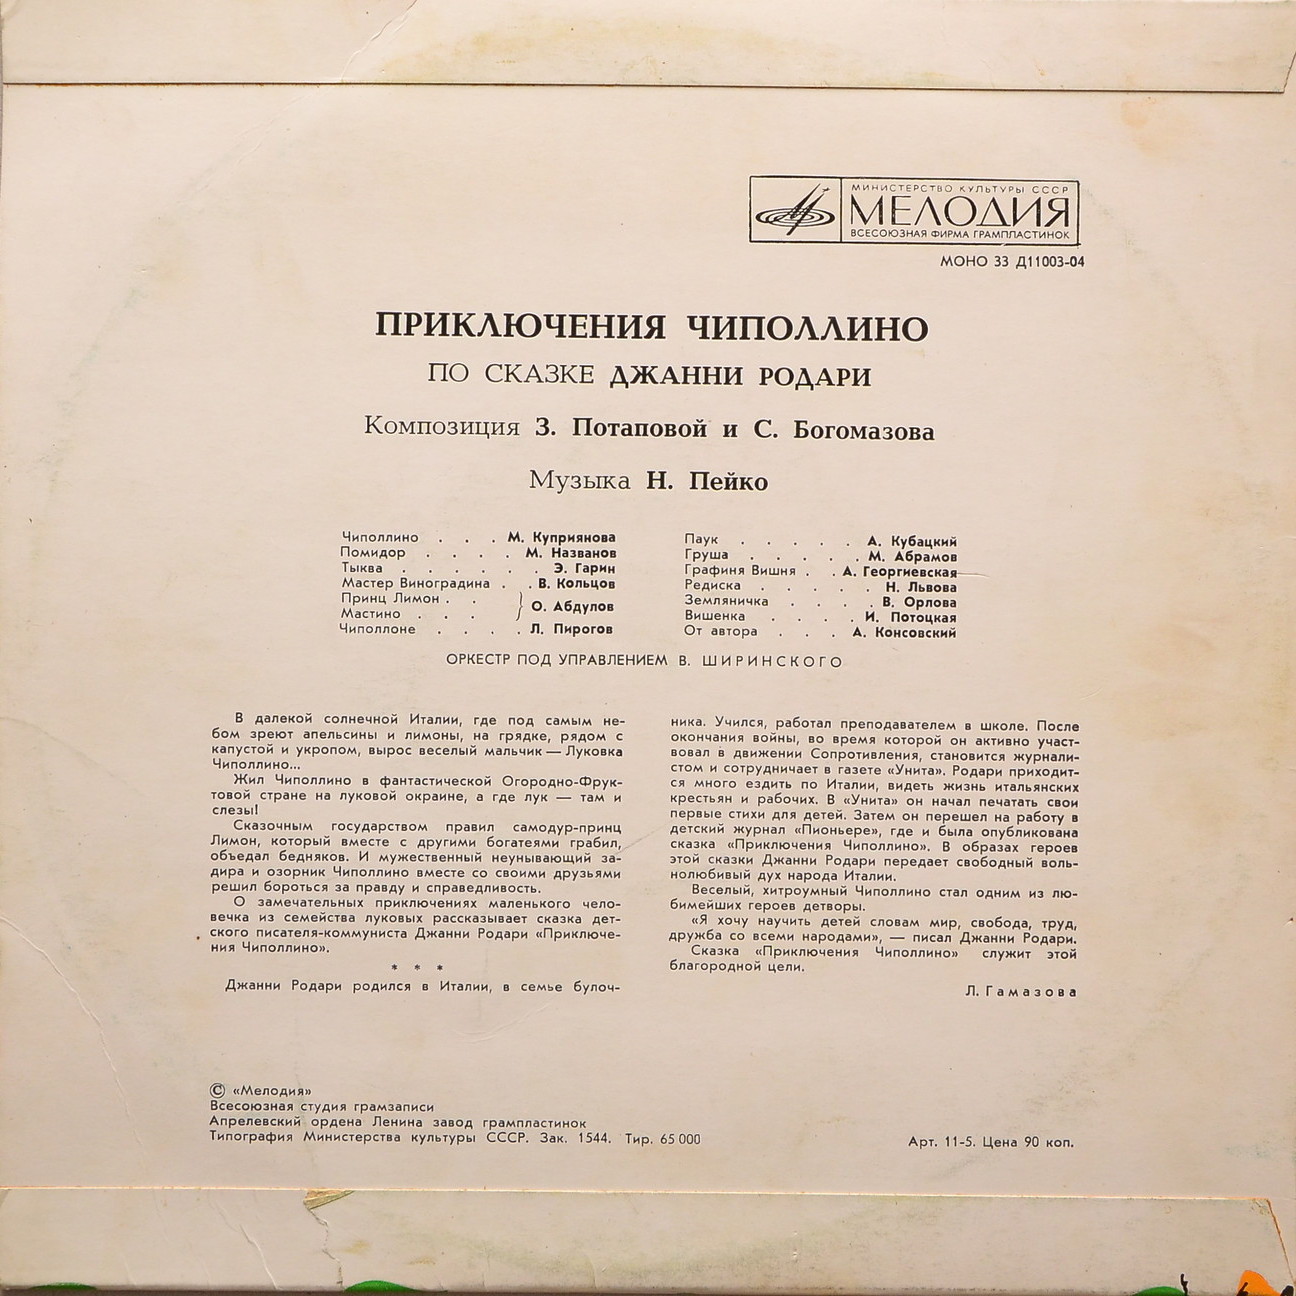 МИНИСТЕРСТВО КУЛЬТУРЫ СССР
МЕЛОДИЯ
ВСЕСОЮЗНАЯ ФИРМА ГРАМПЛАСТИНОК
МОНО 33 Д11003-04
ПРИКЛЮЧЕНИЯ ЧИПОЛЛИНО
ПО СКАЗКЕ ДЖАННИ РОДАРИ
Композиция З. Потаповой и С. Богомазова
Музыка Н. Пейко
Чиполлино . . . М. Куприянова
Помидор . . . . М. Названов
Тыква . . . . . . Э. Гарин
Мастер Виноградина . . В. Кольцов
Принц Лимон . .
Мастино . . . } О. Абдулов
Чиполлоне . . . . Л. Пирогов
Паук . . . . . А. Кубацкий
Груша . . . . . М. Абрамов
Графиня Вишня . . А. Георгиевская
Редиска . . . . . Н. Львова
Земляничка . . . . В. Орлова
Вишенка . . . . И. Потоцкая
От автора . . . А. Консовский
ОРКЕСТР ПОД УПРАВЛЕНИЕМ В. ШИРИНСКОГО
В далекой солнечной Италии, где под самым не-
бом зреют апельсины и лимоны, на грядке, рядом с
капустой и укропом, вырос веселый мальчик — Луковка
Чиполлино...
Жил Чиполлино в фантастической Огородно-Фрук-
товой стране на луковой окраине, а где лук — там и
слезы!
Сказочным государством правил самодур-принц
Лимон, который вместе с другими богатеями грабил,
объедал бедняков. И мужественный неунывающий за-
дира и озорник Чиполлино вместе со своими друзьями
решил бороться за правду и справедливость.
О замечательных приключениях маленького чело-
вечка из семейства луковых рассказывает сказка дет-
ского писателя-коммуниста Джанни Родари «Приключе-
ния Чиполлино».
* * *
Джанни Родари родился в Италии, в семье булоч-
ника. Учился, работал преподавателем в школе. После
окончания войны, во время которой он активно участ-
вовал в движении Сопротивления, становится журнали-
стом и сотрудничает в газете «Унита». Родари приходит-
ся много ездить по Италии, видеть жизнь итальянских
крестьян и рабочих. В «Унита» он начал печатать свои
первые стихи для детей. Затем он перешел на работу в
детский журнал «Пионьере», где и была опубликована
сказка «Приключения Чиполлино». В образах героев
этой сказки Джанни Родари передает свободный воль-
нолюбивый дух народа Италии.
Веселый, хитроумный Чиполлино стал одним из лю-
бимейших героев детворы.
«Я хочу научить детей словам мир, свобода, труд,
дружба со всеми народами», — писал Джанни Родари.
Сказка «Приключения Чиполлино» служит этой
благородной цели.
Л. Гамазова
© «Мелодия»
Всесоюзная студия грамзаписи
Апрелевский ордена Ленина завод грампластинок
Типография Министерства культуры СССР. Зак. 1544. Тир. 65 000
Арт. 11-5. Цена 90 коп.